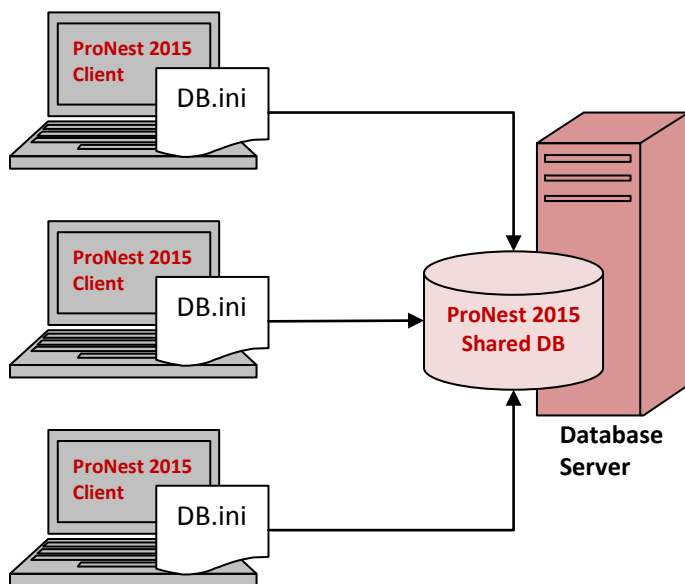 ProNest 2015
Client
DB.ini
ProNest 2015
Client
DB.ini
ProNest 2015
Shared DB
Database
Server
ProNest 2015
Client
DB.ini